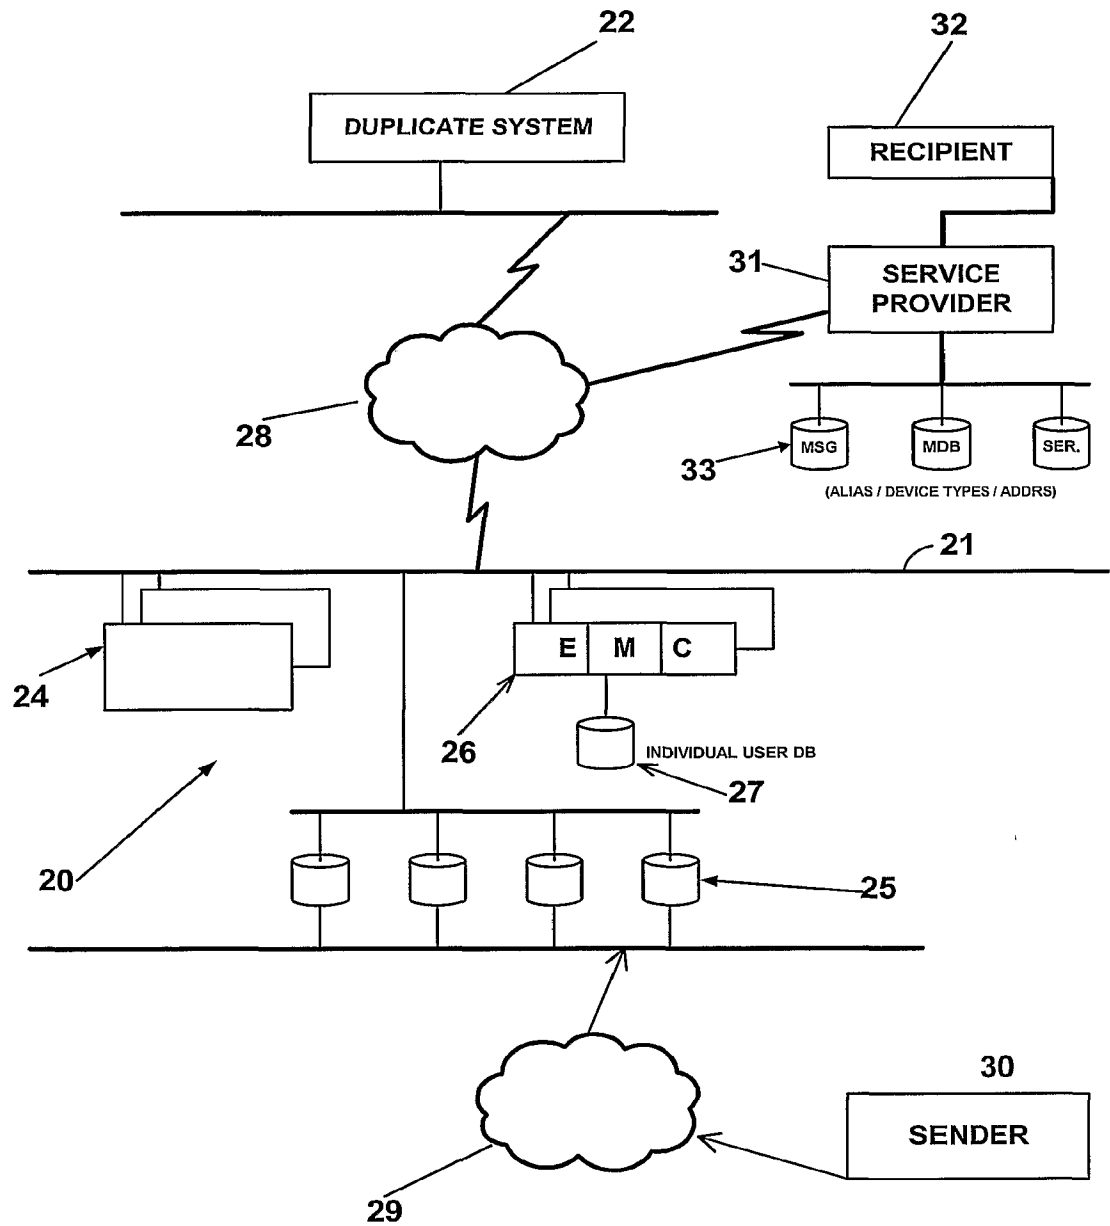 22
32
DUPLICATE SYSTEM
RECIPIENT
31
SERVICE
PROVIDER
28
33
MSG
MDB
SER.
(ALIAS / DEVICE TYPES / ADDRS)
21
24
E M C
26
INDIVIDUAL USER DB
27
20
25
30
SENDER
29